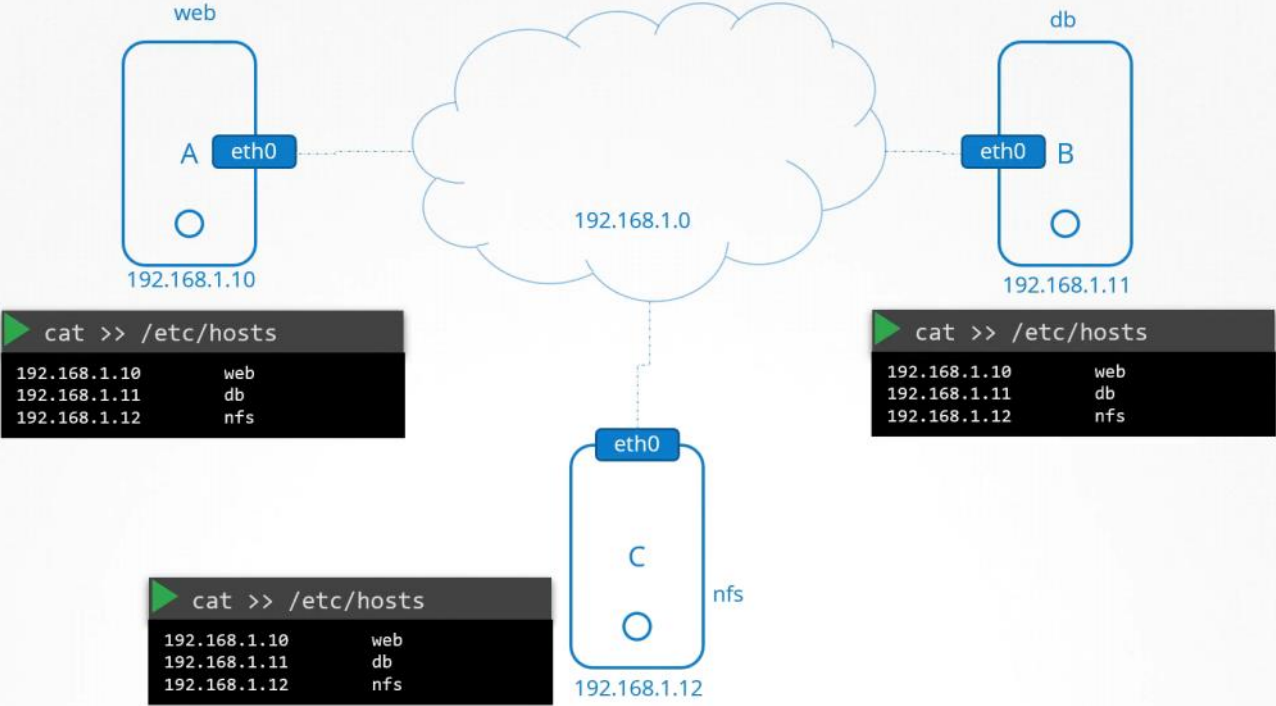 web
db
A
eth0
eth0
B
192.168.1.0
192.168.1.10
192.168.1.11
cat >> /etc/hosts
192.168.1.10 web
192.168.1.11 db
192.168.1.12 nfs
cat >> /etc/hosts
192.168.1.10 web
192.168.1.11 db
192.168.1.12 nfs
eth0
C
nfs
192.168.1.12
cat >> /etc/hosts
192.168.1.10 web
192.168.1.11 db
192.168.1.12 nfs